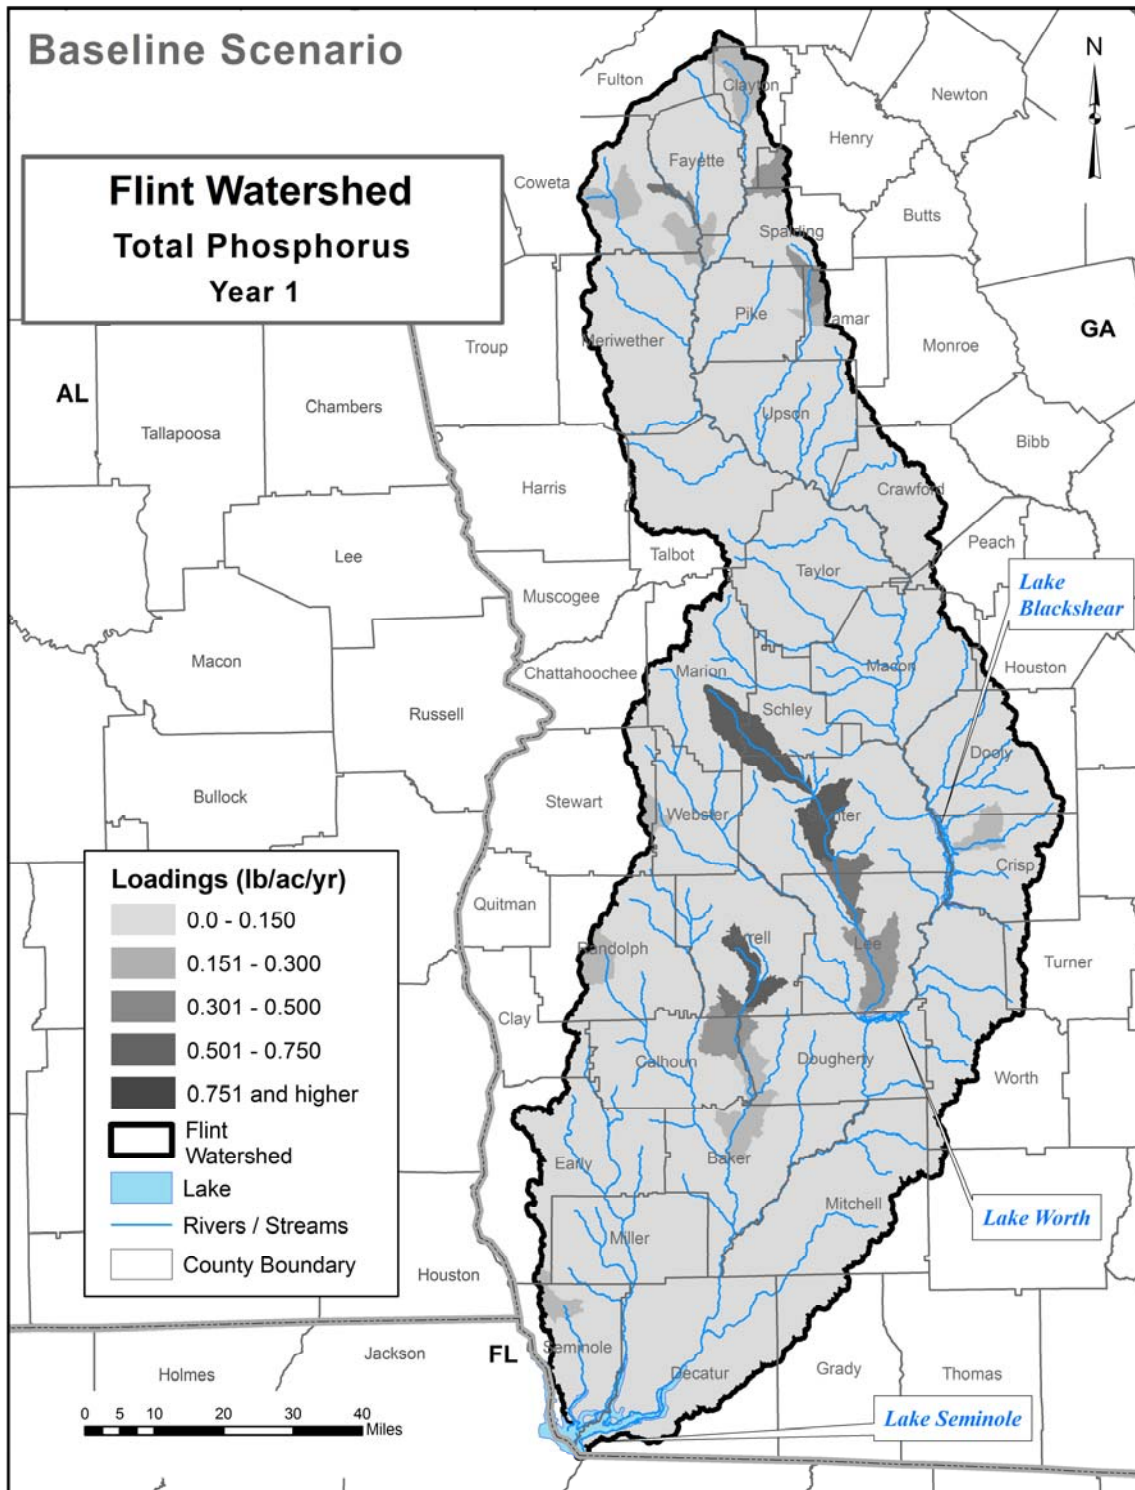 Baseline Scenario
Flint Watershed
Total Phosphorus
Year 1
N
Fulton
Clayton
Newton
Henry
Fayette
Coweta
Butts
Spalding
Troup
Meriwether
Pike
amar
Monroe
GA
AL
Chambers
Tallapoosa
Upson
Bibb
Harris
Crawford
Lee
Talbot
Peach
Taylor
Lake
Blackshear
Muscogee
Macon
Chattahoochee
Marion
Macon
Houston
Russell
Schley
Dooly
Bullock
Stewart
Webster
Crisp
Quitman
Randolph
rrell
Lee
Turner
Clay
Calhoun
Dougherty
Worth
Early
Baker
Mitchell
Lake Worth
Miller
Houston
Seminole
Decatur
FL
Jackson
Holmes
Grady
Thomas
Lake Seminole
Loadings (lb/ac/yr)
0.0 - 0.150
0.151 - 0.300
0.301 - 0.500
0.501 - 0.750
0.751 and higher
Flint
Watershed
Lake
Rivers / Streams
County Boundary
0 5 10 20 30 40
Miles